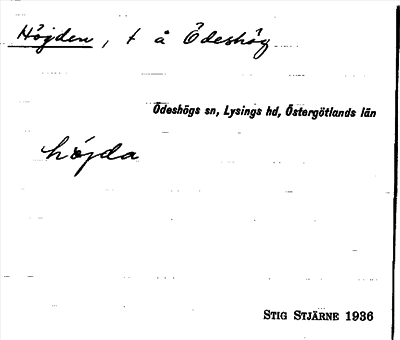 Höjden, t å Ödeshög
Ödeshögs sn, Lysings hd, Östergötlands län
höjda
STIG STJÄRNE 1936